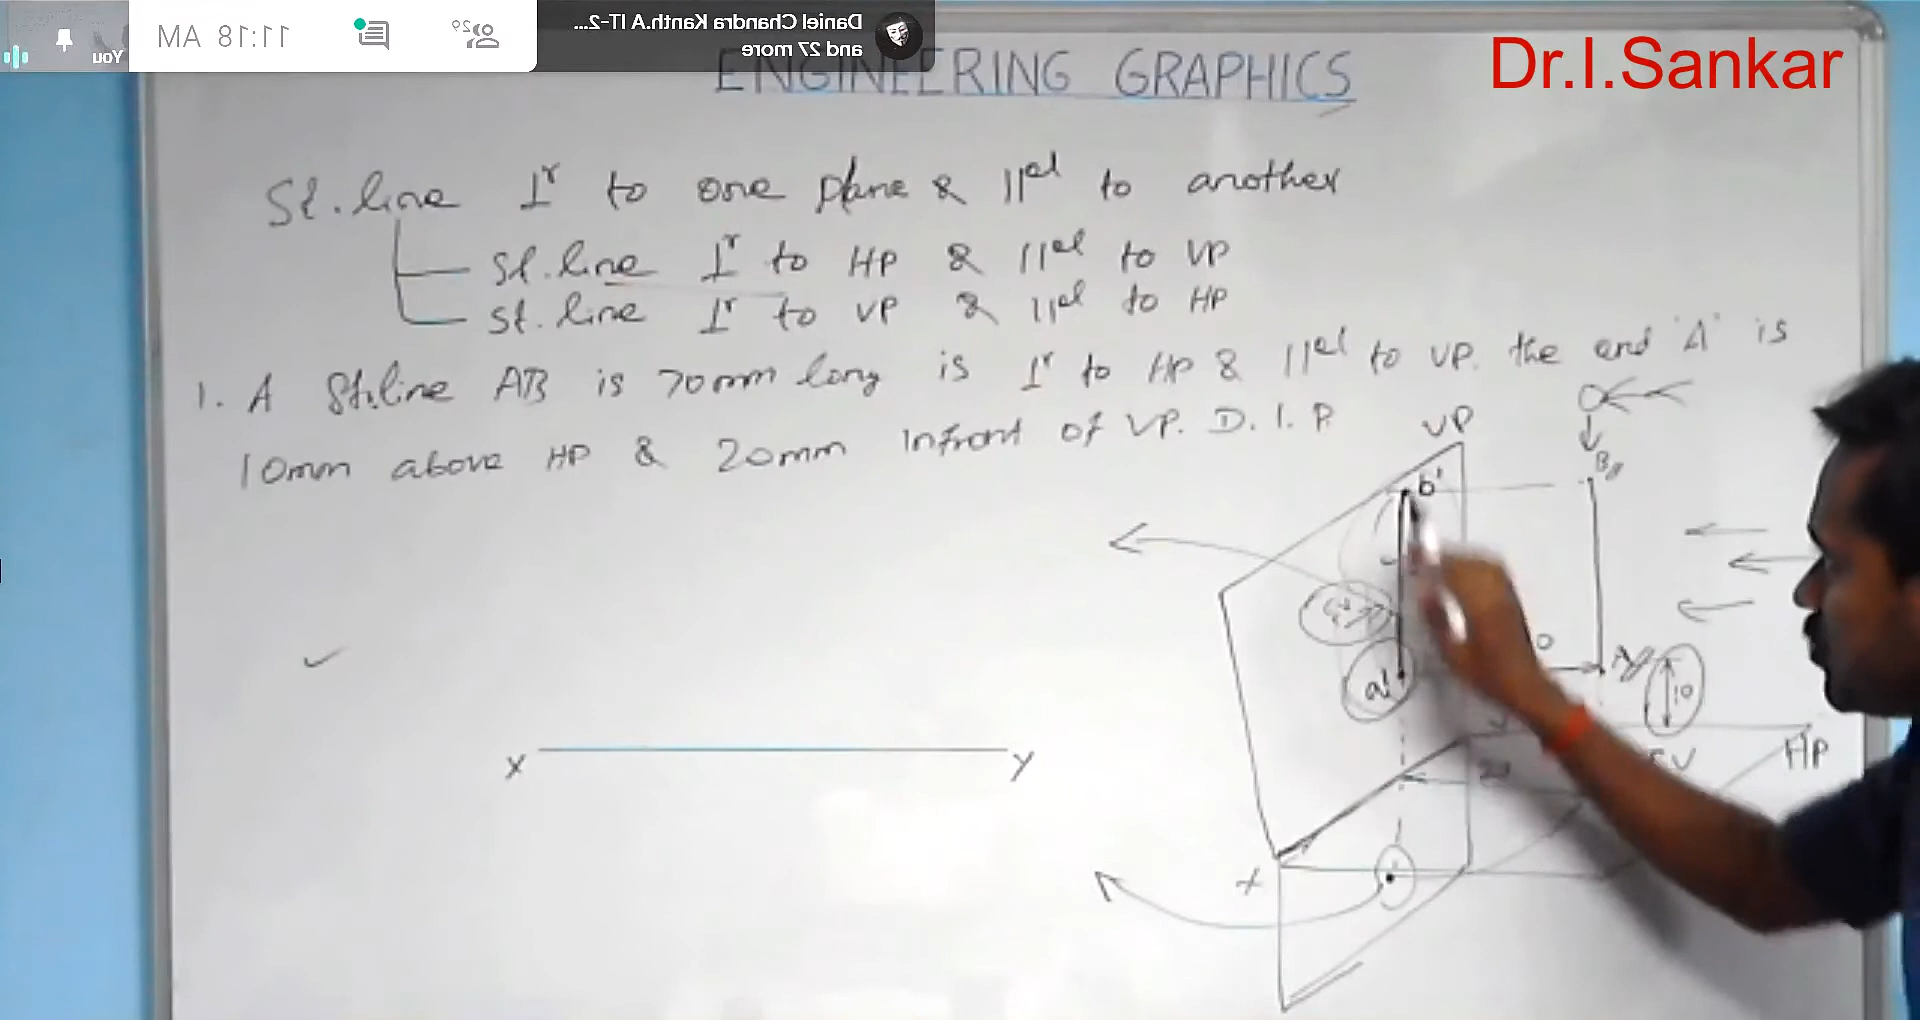 You
11:18 AM
29
Daniel Chandra Kanth.A IT-2...
and 27 more
Dr.I.Sankar
ENGINEERING GRAPHICS
St. line ⊥r to one plane & ||el to another
St. line ⊥r to HP & ||el to VP
St. line ⊥r to VP & ||el to HP
1. A St.line AB is 70mm long is ⊥r to HP & ||el to VP. the end 'A' is
10mm above HP & 20mm Infront of VP. D.I.P.
VP
b'
B
a'
A
10
20
HP
X
X Y